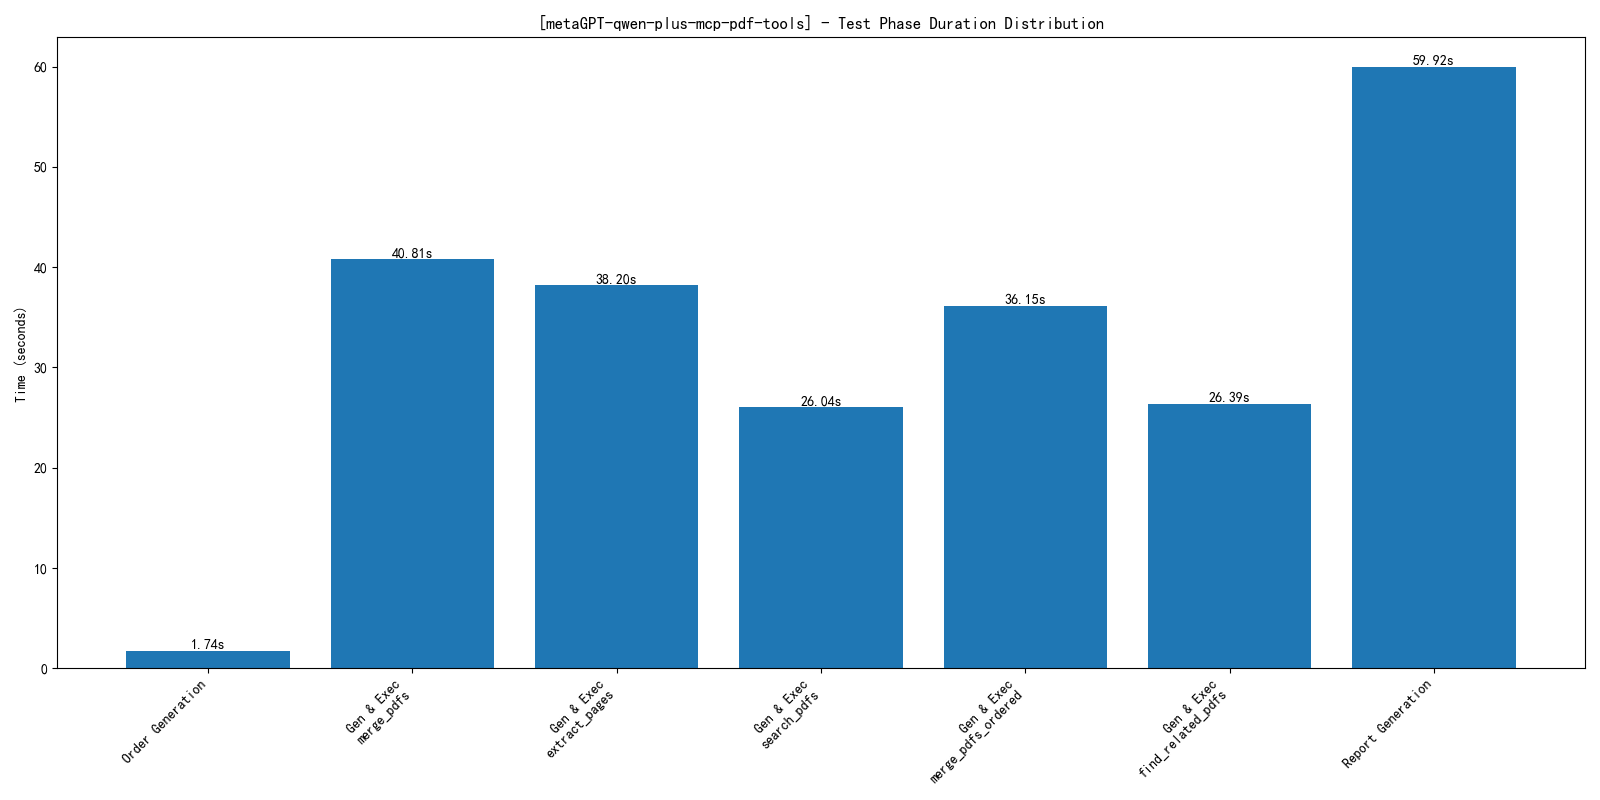 [metaGPT-qwen-plus-mcp-pdf-tools] - Test Phase Duration Distribution
Time (seconds)
60
50
40
30
20
10
0
1.74s
40.81s
38.20s
26.04s
36.15s
26.39s
59.92s
Order Generation
Gen & Exec
merge_pdfs
Gen & Exec
extract_pages
Gen & Exec
search_pdfs
Gen & Exec
merge_pdfs_ordered
Gen & Exec
find_related_pdfs
Report Generation